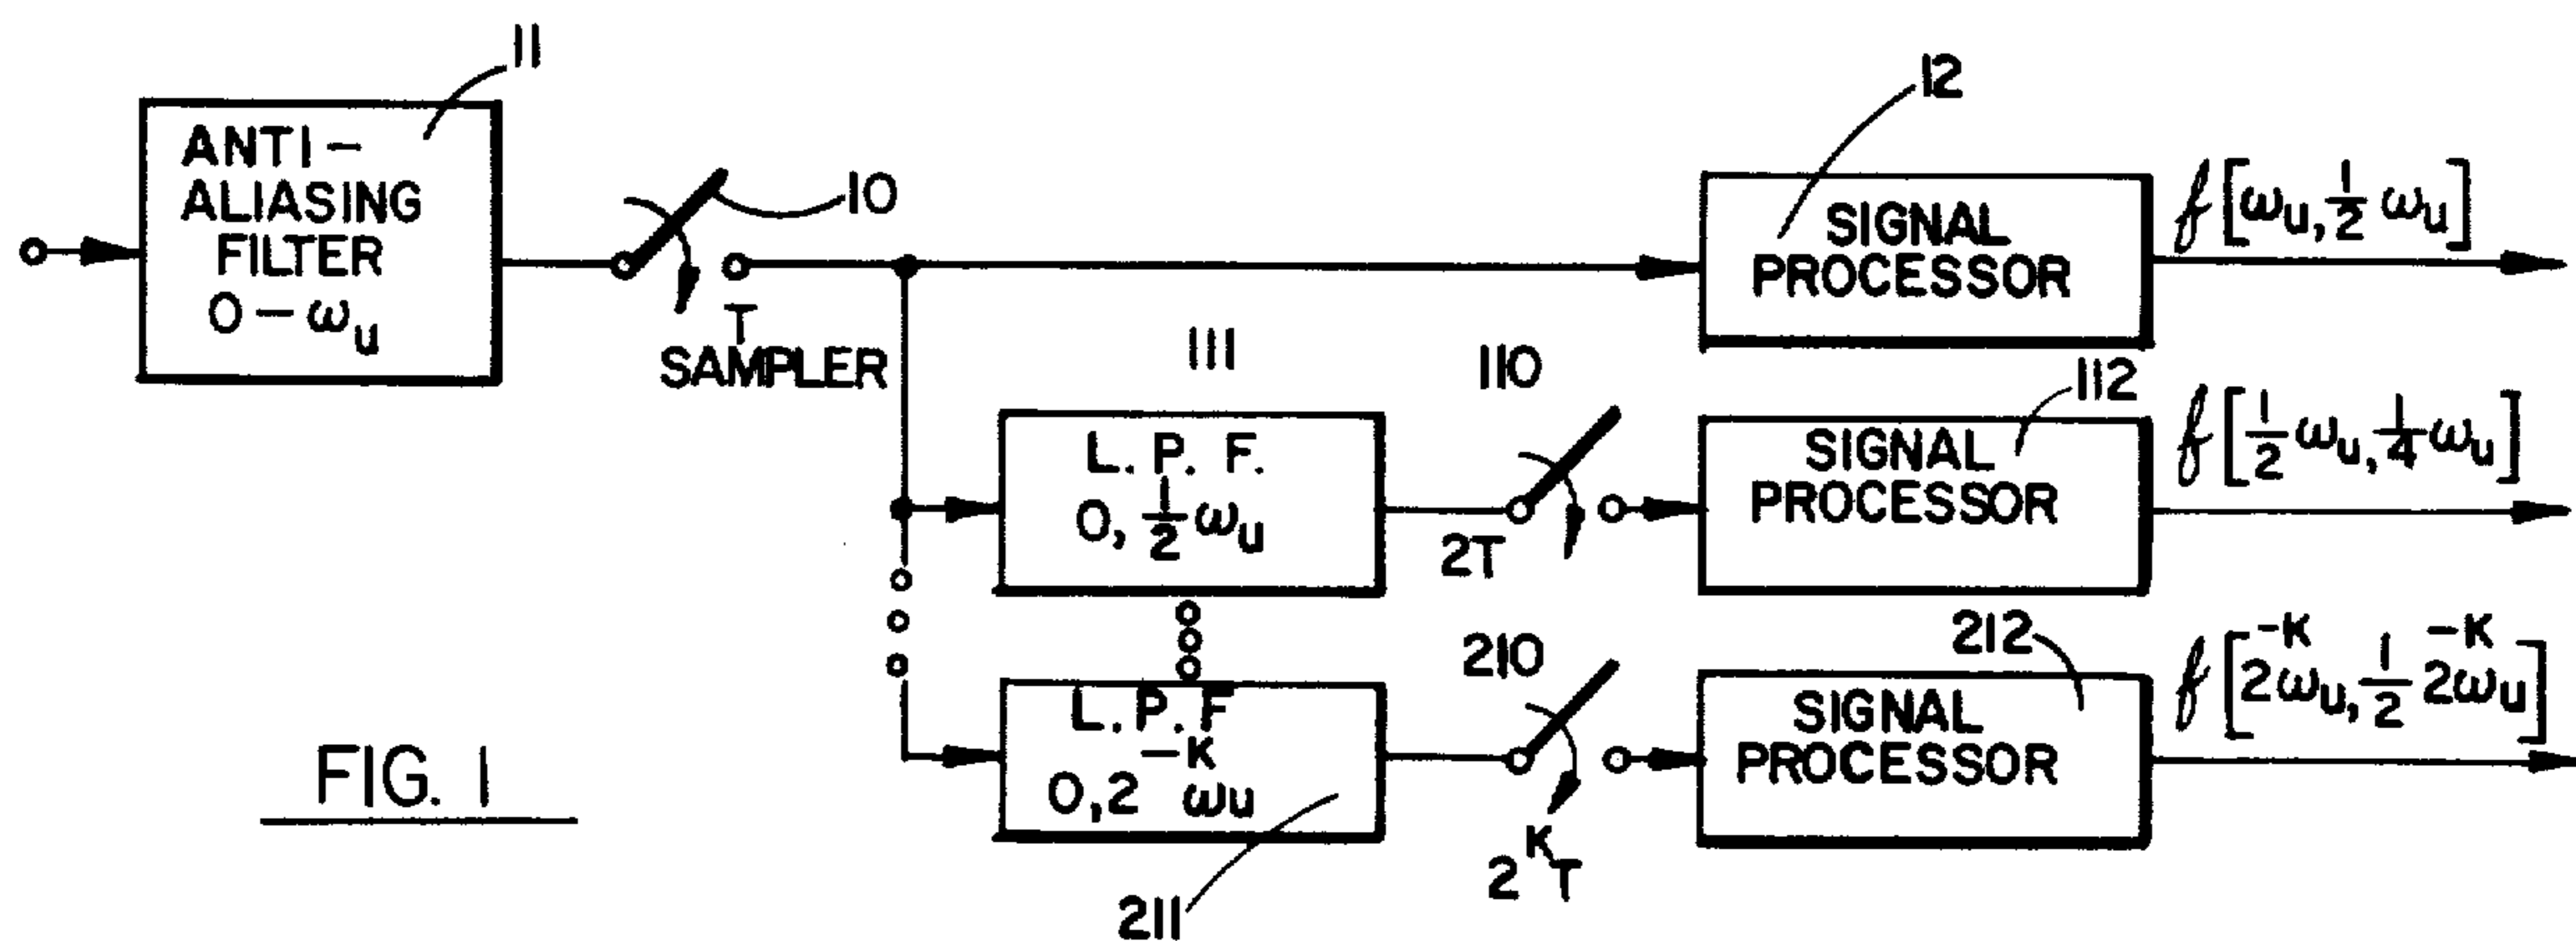 11
ANTI-
ALIASING
FILTER
0 - ωu
10
T
SAMPLER
12
SIGNAL
PROCESSOR
f[ωu, 1/2 ωu]
111
L. P. F.
0, 1/2 ωu
110
2T
112
SIGNAL
PROCESSOR
f[1/2 ωu, 1/4 ωu]
L. P. F
0, 2^-K ωu
211
210
2^K T
212
SIGNAL
PROCESSOR
f[2^-K ωu, 1/2 2^-K ωu]
FIG. 1